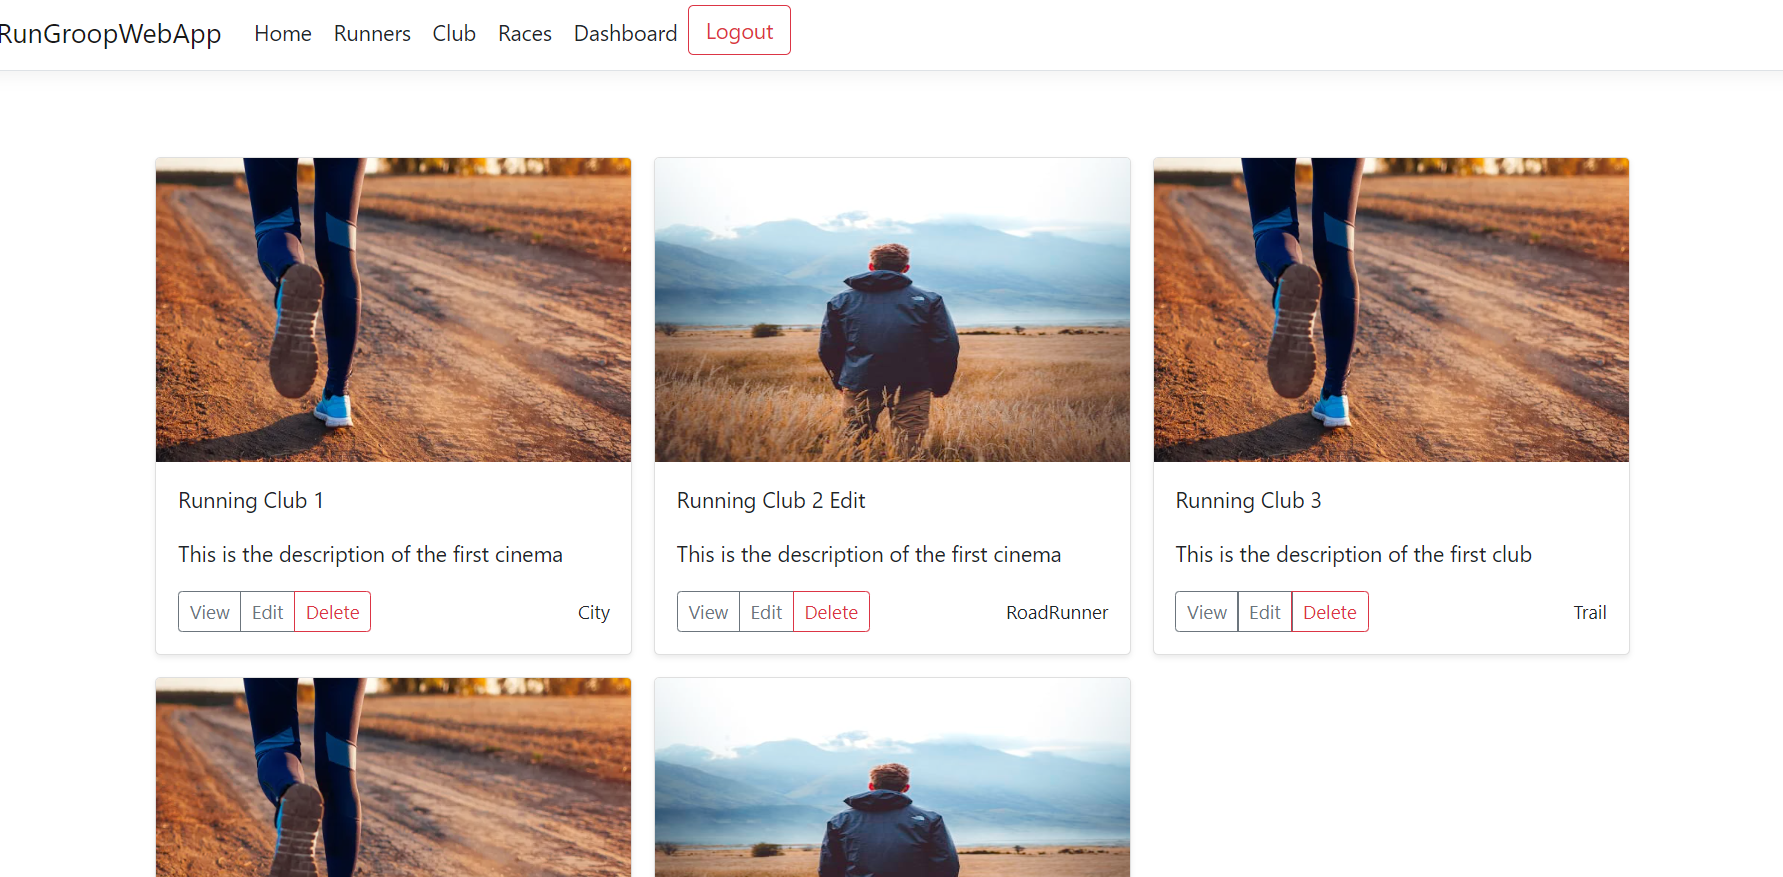 RunGroopWebApp Home Runners Club Races Dashboard Logout
Running Club 1
This is the description of the first cinema
View Edit Delete City
Running Club 2 Edit
This is the description of the first cinema
View Edit Delete RoadRunner
Running Club 3
This is the description of the first club
View Edit Delete Trail